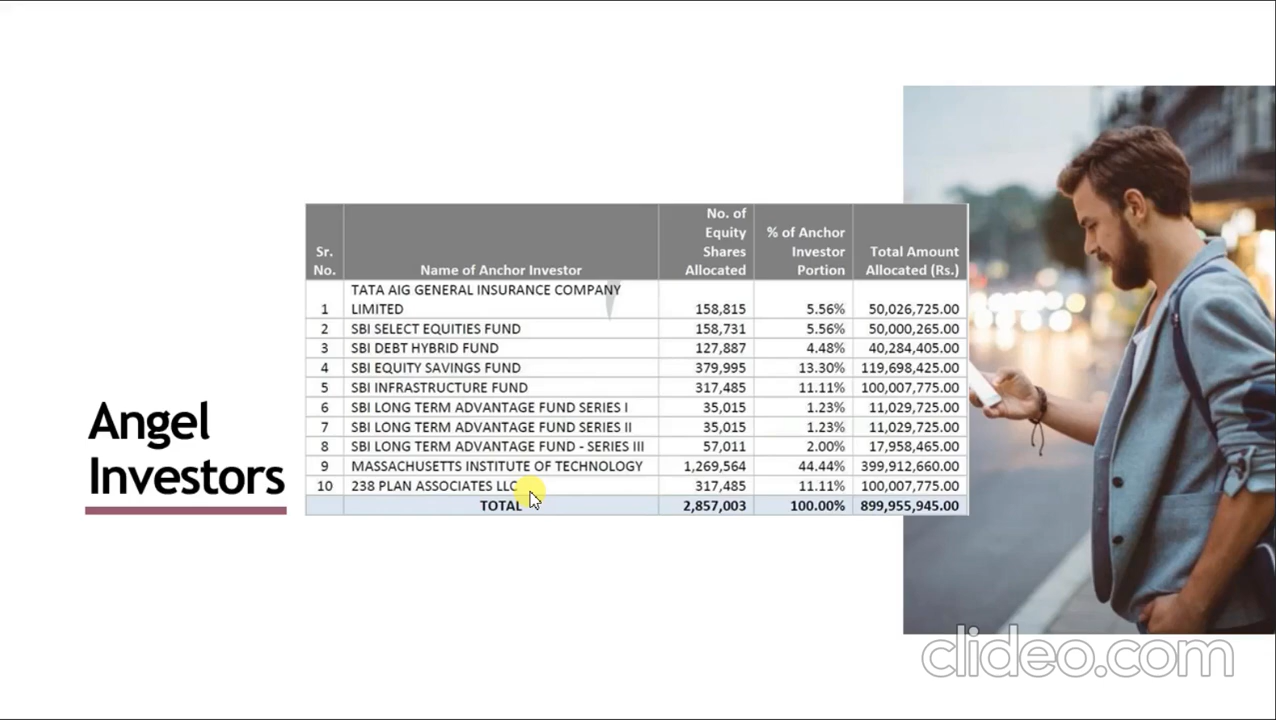 Angel
Investors
Sr. No. Name of Anchor Investor No. of Equity Shares Allocated % of Anchor Investor Portion Total Amount Allocated (Rs.)
1 TATA AIG GENERAL INSURANCE COMPANY LIMITED 158,815 5.56% 50,026,725.00
2 SBI SELECT EQUITIES FUND 158,731 5.56% 50,000,265.00
3 SBI DEBT HYBRID FUND 127,887 4.48% 40,284,405.00
4 SBI EQUITY SAVINGS FUND 379,995 13.30% 119,698,425.00
5 SBI INFRASTRUCTURE FUND 317,485 11.11% 100,007,775.00
6 SBI LONG TERM ADVANTAGE FUND SERIES I 35,015 1.23% 11,029,725.00
7 SBI LONG TERM ADVANTAGE FUND SERIES II 35,015 1.23% 11,029,725.00
8 SBI LONG TERM ADVANTAGE FUND - SERIES III 57,011 2.00% 17,958,465.00
9 MASSACHUSETTS INSTITUTE OF TECHNOLOGY 1,269,564 44.44% 399,912,660.00
10 238 PLAN ASSOCIATES LLC 317,485 11.11% 100,007,775.00
TOTAL 2,857,003 100.00% 899,955,945.00
clideo.com